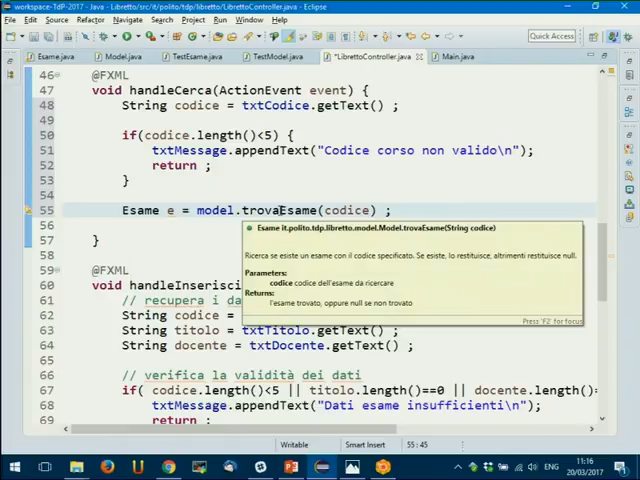 workspace-TdP-2017 - Java - Libretto/src/it/polito/tdp/libretto/LibrettoController.java - Eclipse
File Edit Source Refactor Navigate Search Project Run Window Help
Quick Access
Esame.java Model.java TestEsame.java TestModel.java *LibrettoController.java Main.java
46 @FXML
47 void handleCerca(ActionEvent event) {
48 String codice = txtCodice.getText() ;
49
50 if(codice.length()<5) {
51 txtMessage.appendText("Codice corso non valido\n");
52 return ;
53 }
54
55 Esame e = model.trovaEsame(codice) ;
56
57 }
Esame it.polito.tdp.libretto.model.Model.trovaEsame(String codice)
Ricerca se esiste un esame con il codice specificato. Se esiste, lo restituisce, altrimenti restituisce null.
Parameters:
codice codice dell'esame da ricercare
Returns:
l'esame trovato, oppure null se non trovato
Press 'F2' for focus
59 @FXML
60 void handleInserisci
61 // recupera i da
62 String codice =
63 String titolo = txtTitolo.getText() ;
64 String docente = txtDocente.getText() ;
65
66 // verifica la validità dei dati
67 if( codice.length()<5 || titolo.length()==0 || docente.length()=
68 txtMessage.appendText("Dati esame insufficienti\n");
69 return ;
Writable Smart Insert 55 : 45
11:16
20/03/2017